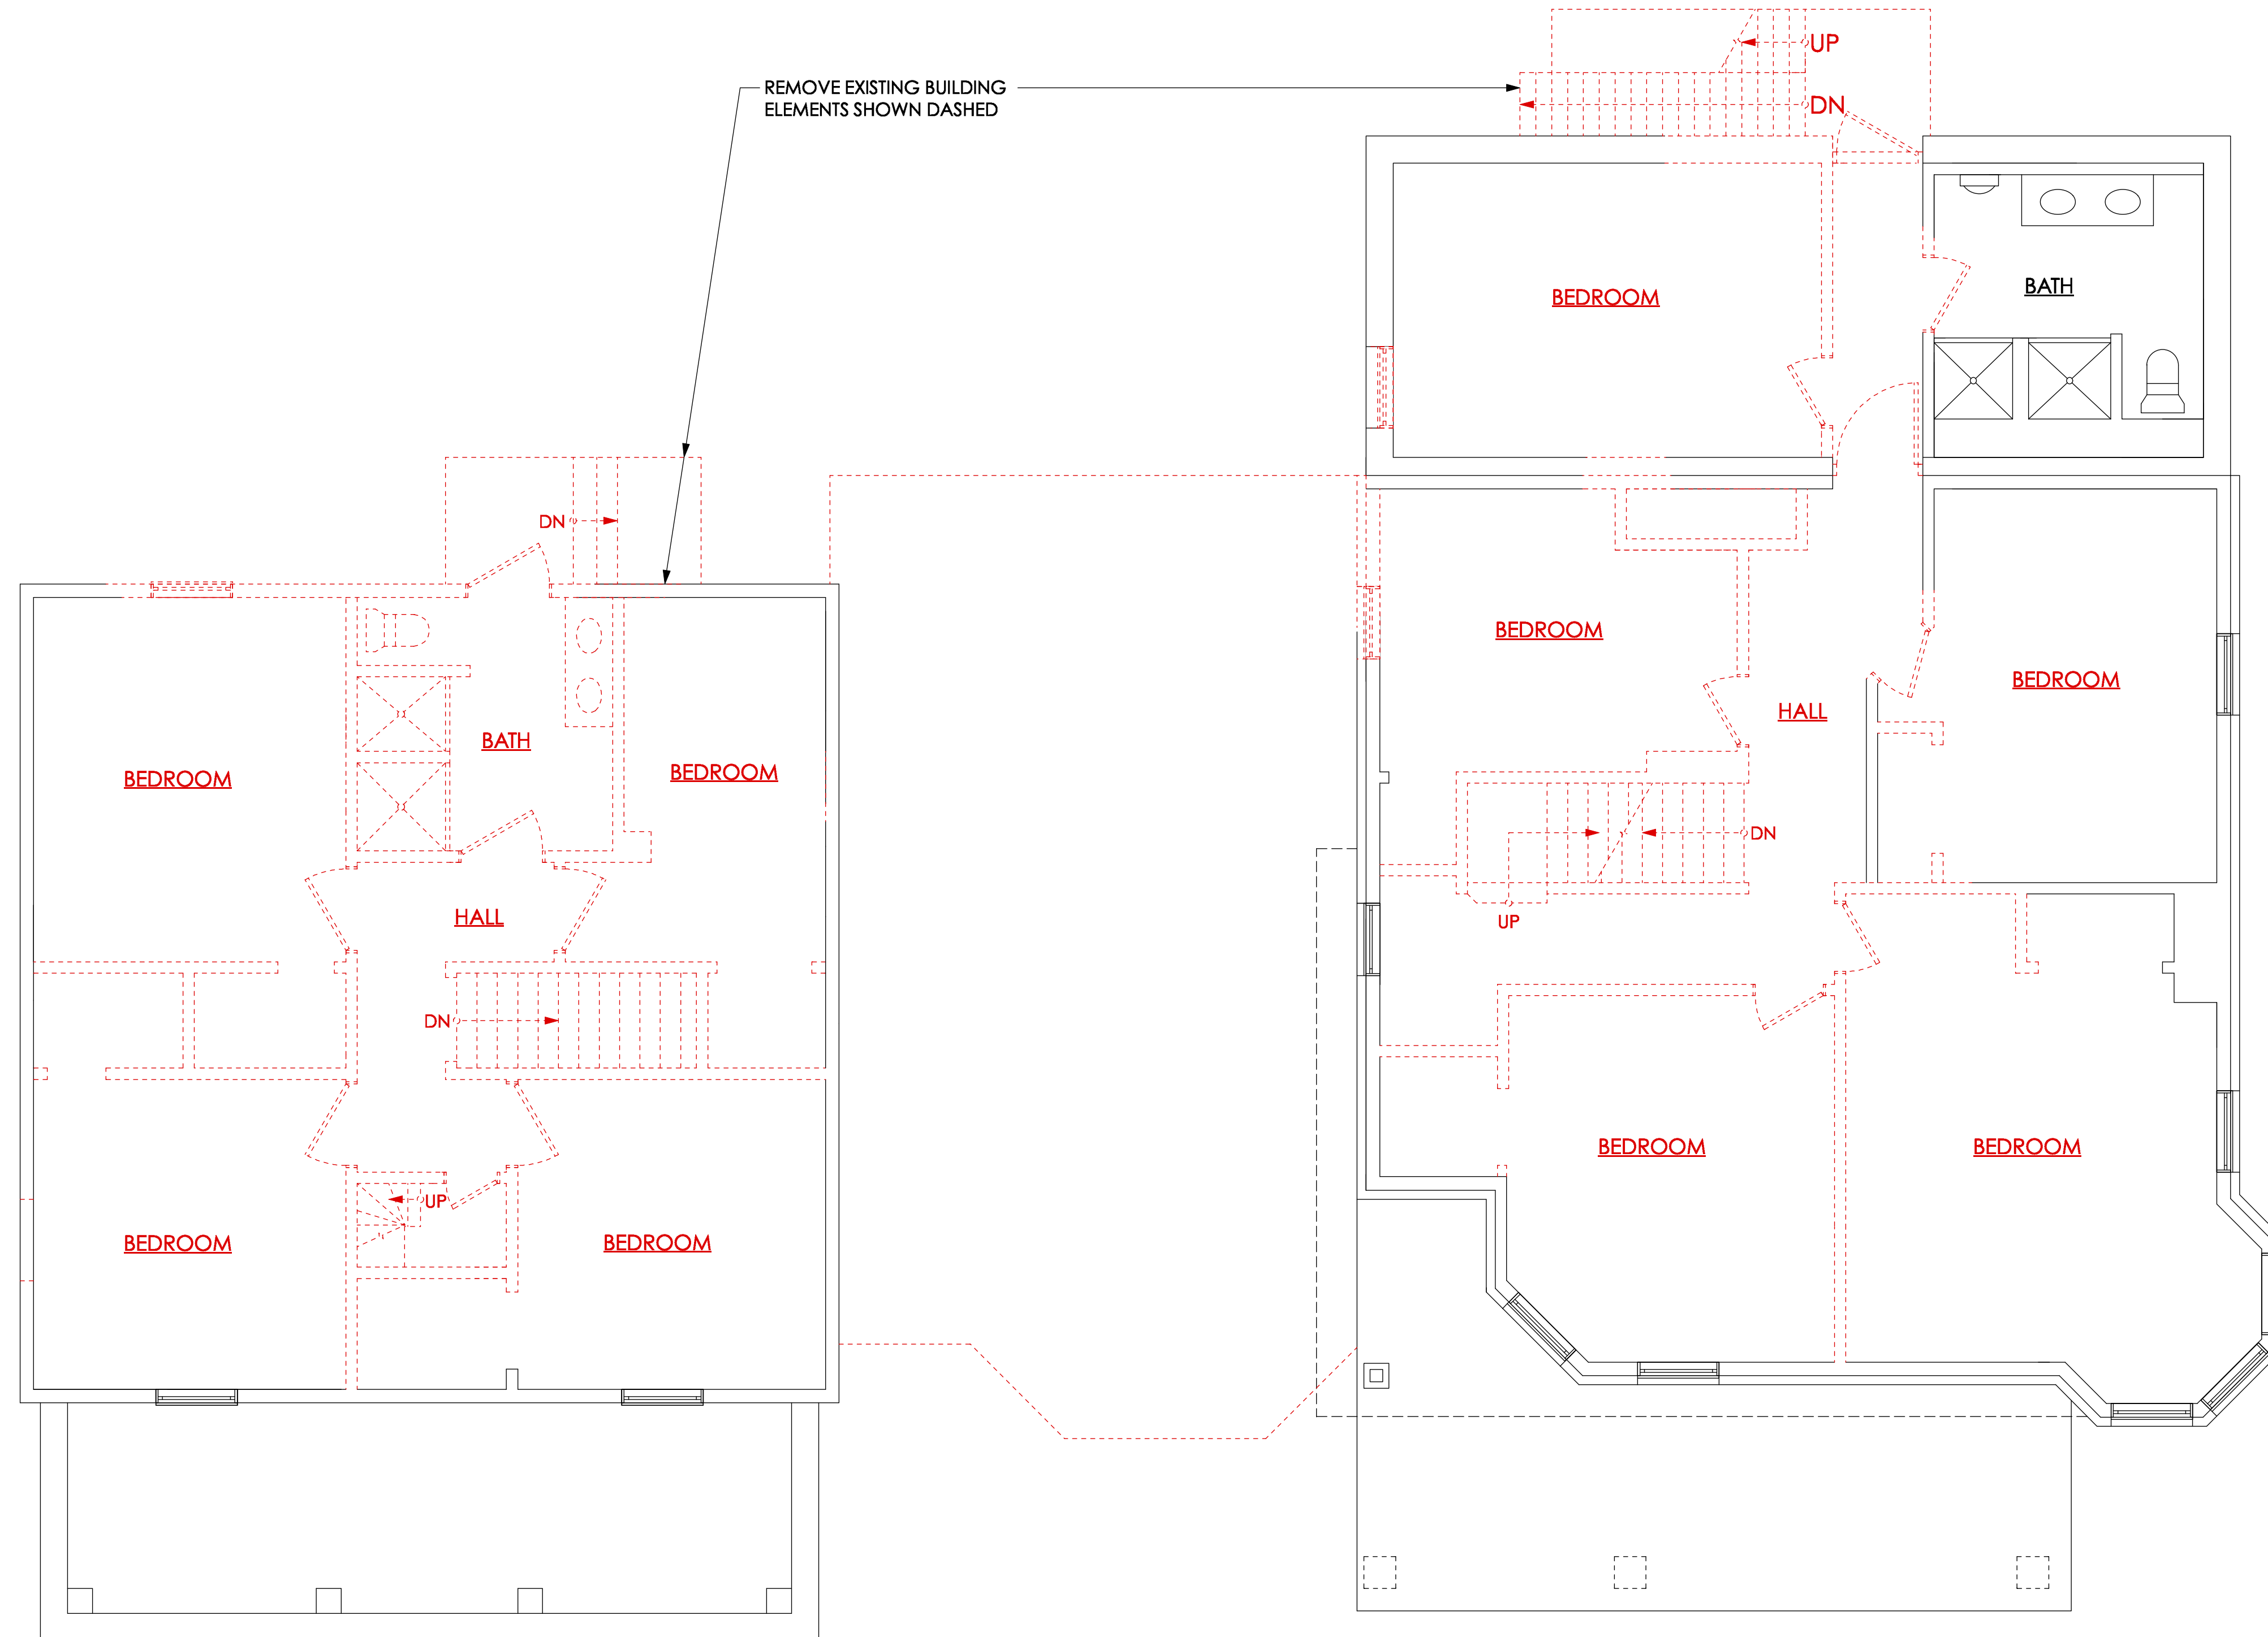 UP
REMOVE EXISTING BUILDING
ELEMENTS SHOWN DASHED
DN
BATH
BEDROOM
DN
BEDROOM
BEDROOM
HALL
BATH
BEDROOM
BEDROOM
DN
HALL
UP
DN
BEDROOM
BEDROOM
UP
BEDROOM
BEDROOM